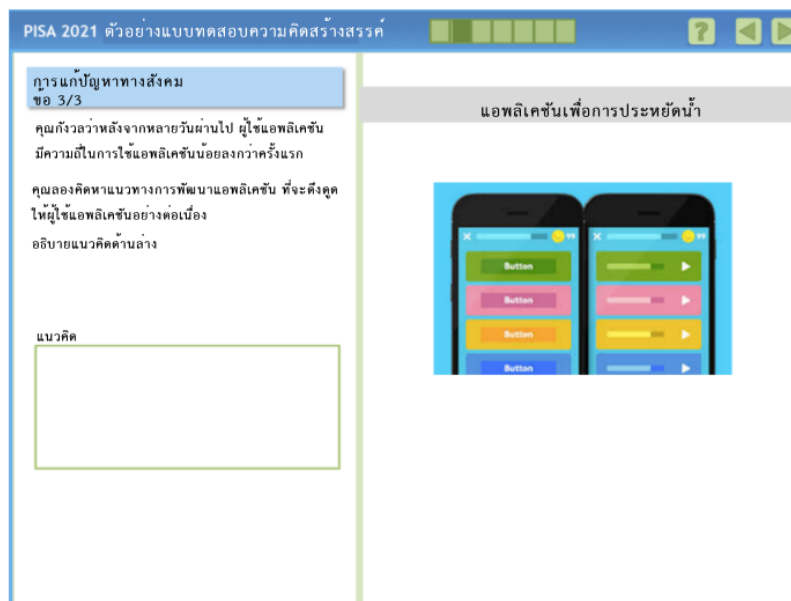 PISA 2021 ตัวอย่างแบบทดสอบความคิดสร้างสรรค์
?
การแก้ปัญหาทางสังคม
ข้อ 3/3
คุณกังวลว่าหลังจากหลายวันผ่านไป ผู้ใช้แอพลิเคชัน
มีความถี่ในการใช้แอพลิเคชันน้อยลงกว่าครั้งแรก
คุณลองคิดหาแนวทางการพัฒนาแอพลิเคชัน ที่จะดึงดูด
ให้ผู้ใช้แอพลิเคชันอย่างต่อเนื่อง
อธิบายแนวคิดด้านล่าง
แนวคิด
แอพลิเคชันเพื่อการประหยัดน้ำ
Button
Button
Button
Button